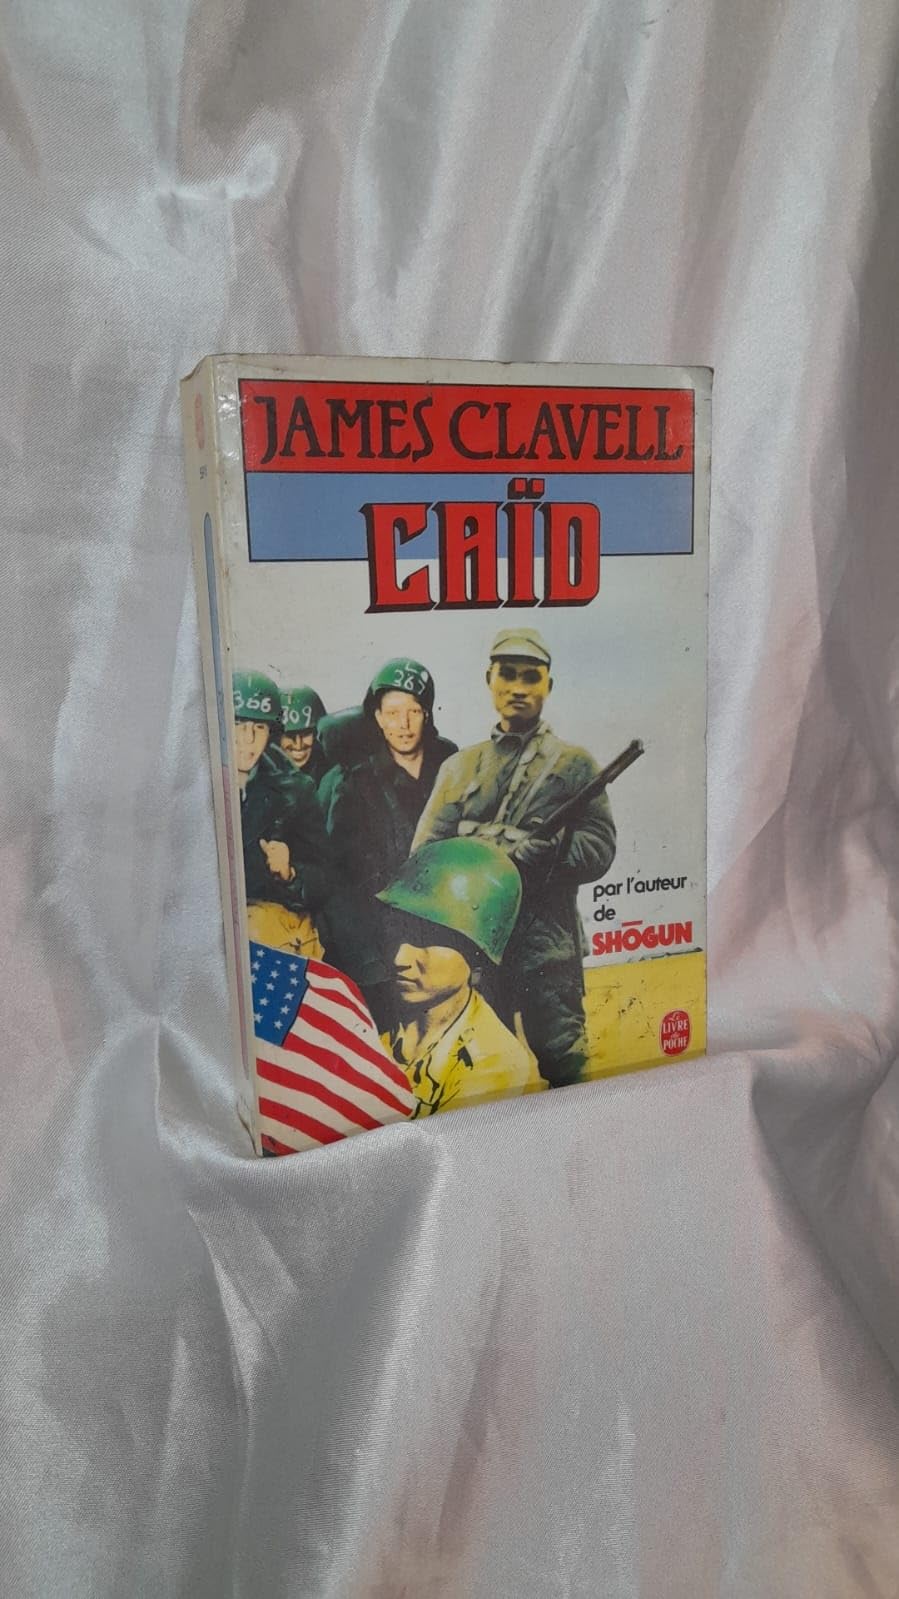 JAMES CLAVELL
CAÏD
366
309
367
par l'auteur
de
SHŌGUN
Le
LIVRE
de
POCHE